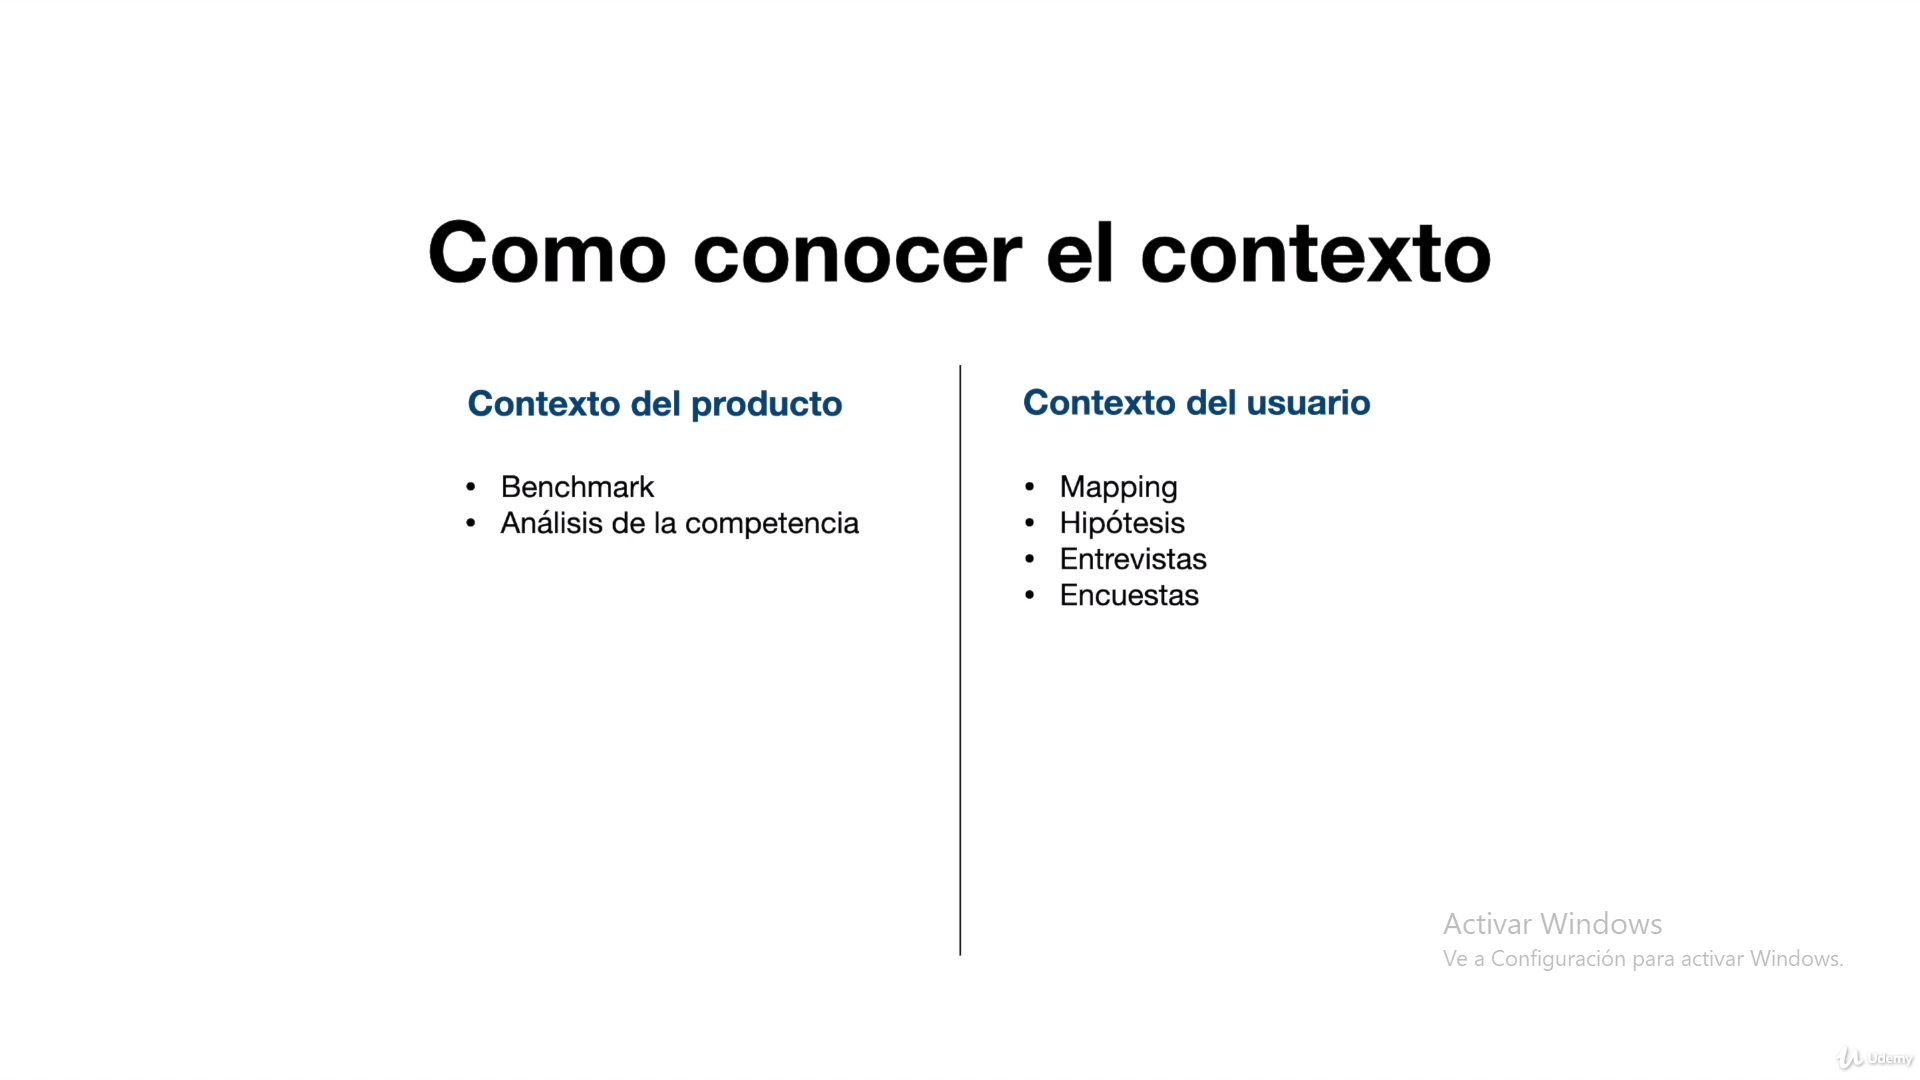 Como conocer el contexto
Contexto del producto
• Benchmark
• Análisis de la competencia
Contexto del usuario
• Mapping
• Hipótesis
• Entrevistas
• Encuestas
Activar Windows
Ve a Configuración para activar Windows.
Udemy